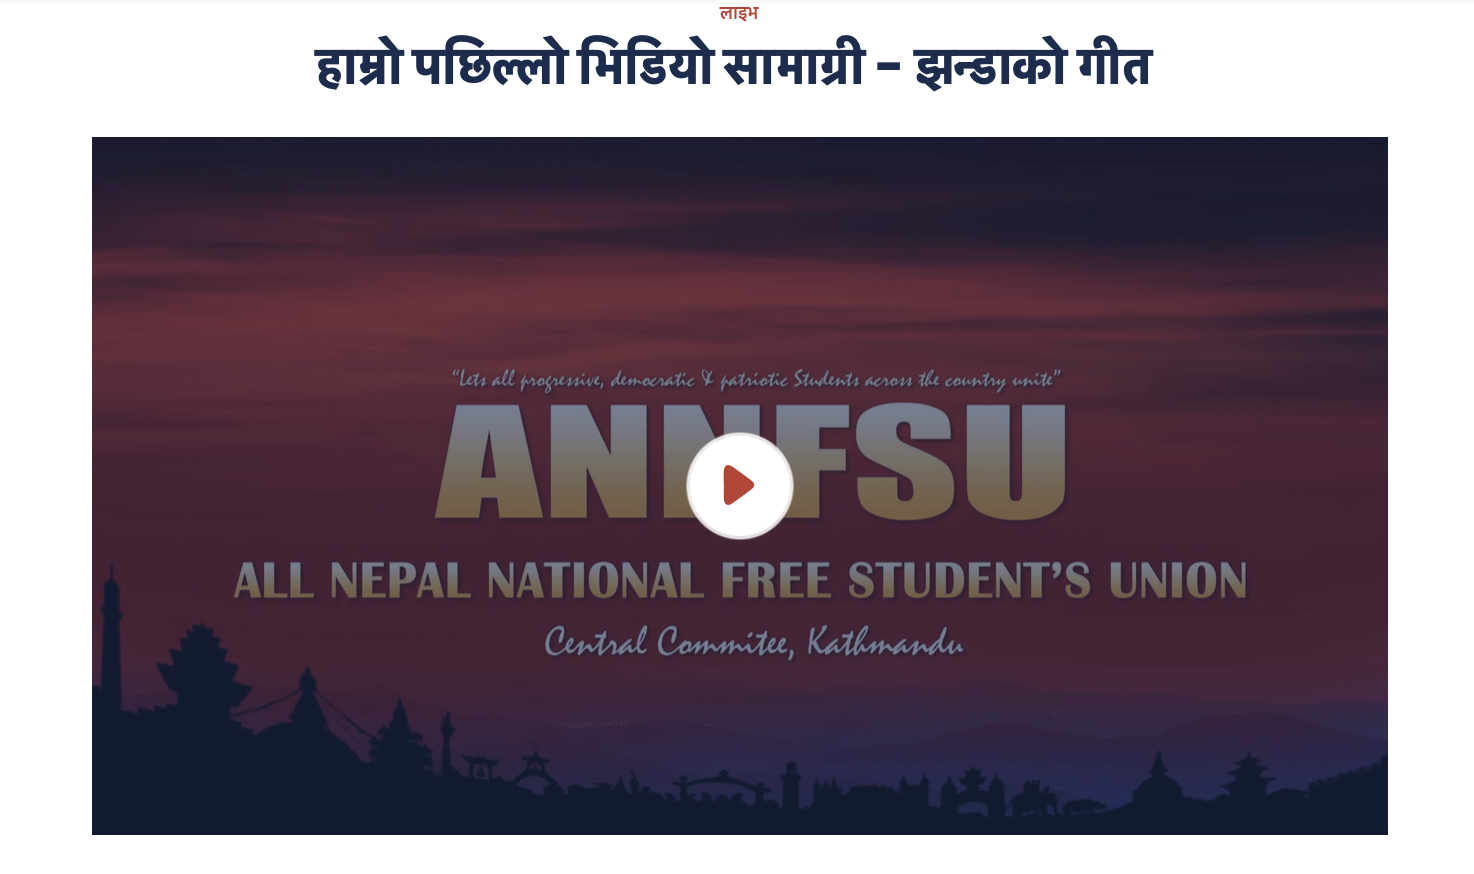 लाइभ
हाम्रो पछिल्लो भिडियो सामाग्री – झन्डाको गीत
“Lets all progressive, democratic & patriotic Students across the country unite”
ANNFSU
ALL NEPAL NATIONAL FREE STUDENT’S UNION
Central Commitee, Kathmandu